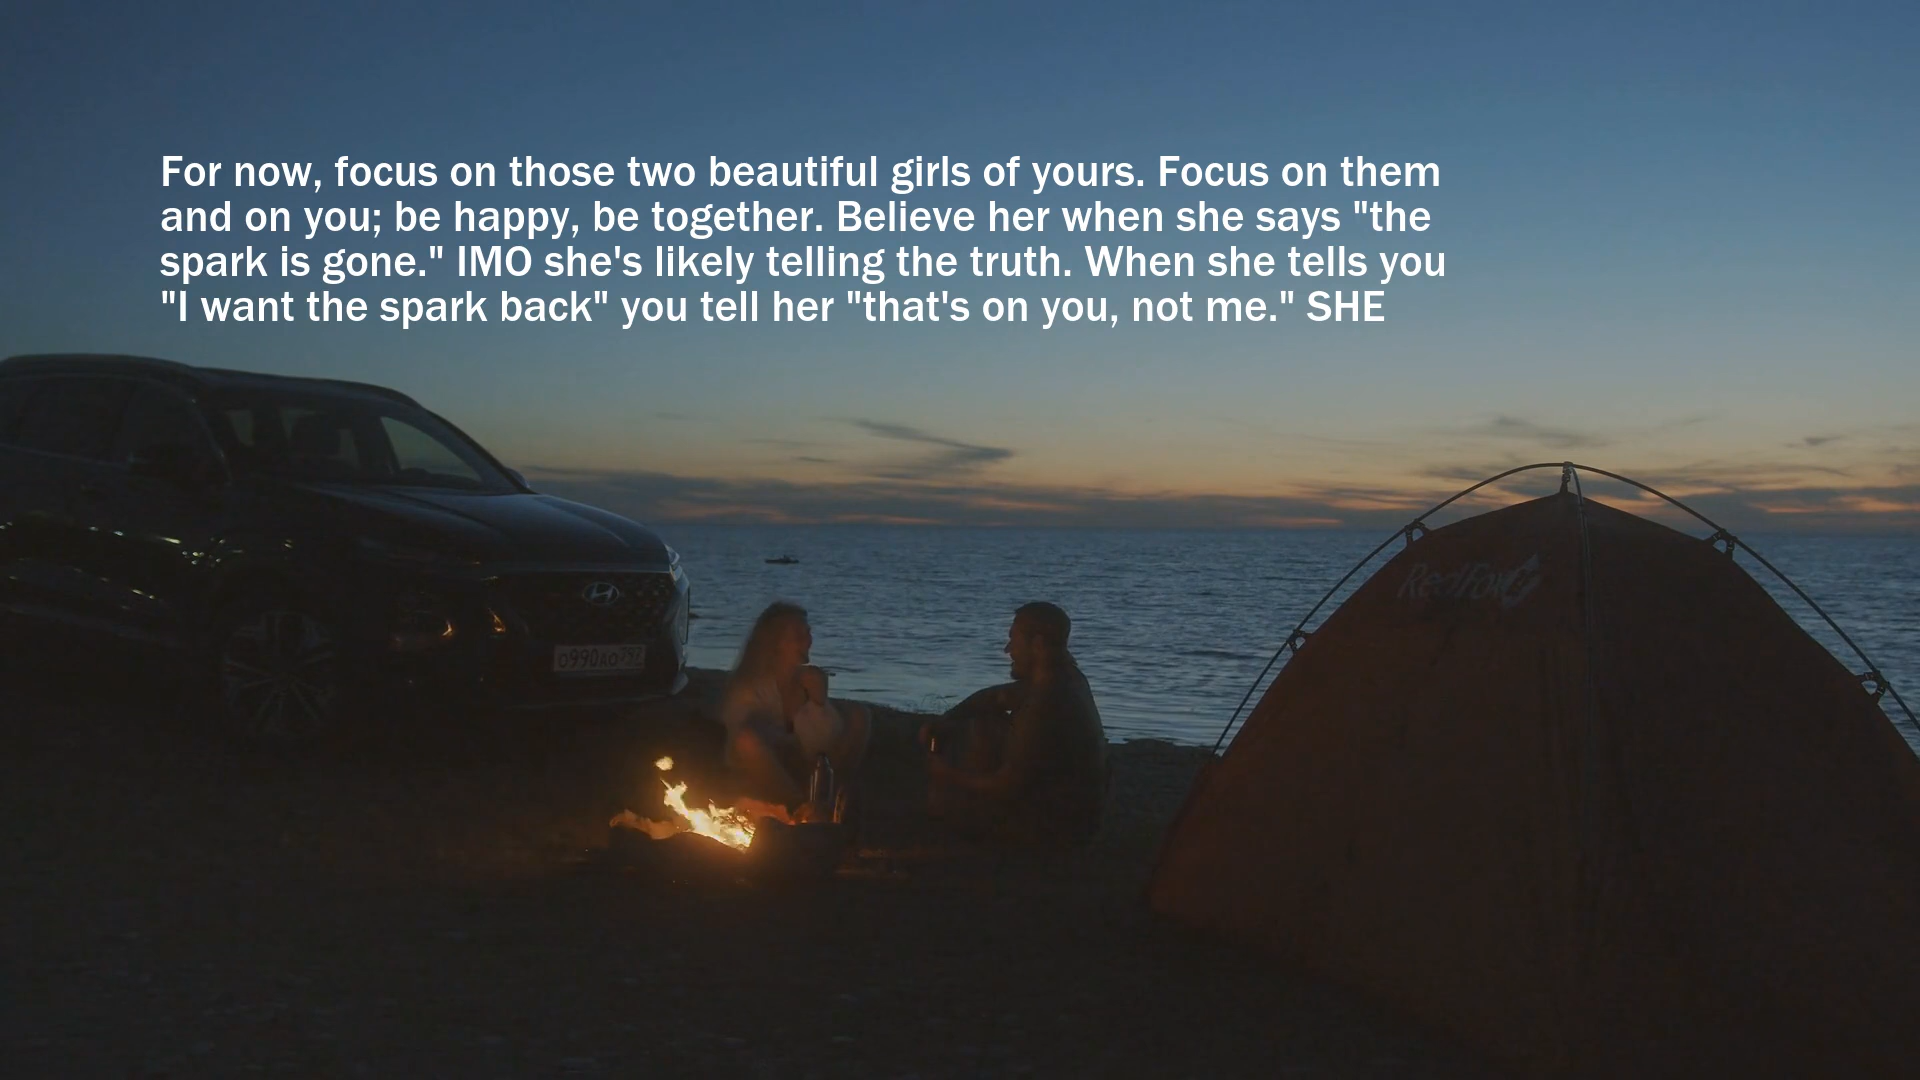 For now, focus on those two beautiful girls of yours. Focus on them
and on you; be happy, be together. Believe her when she says "the
spark is gone." IMO she's likely telling the truth. When she tells you
"I want the spark back" you tell her "that's on you, not me." SHE
RealFort
О990АО797